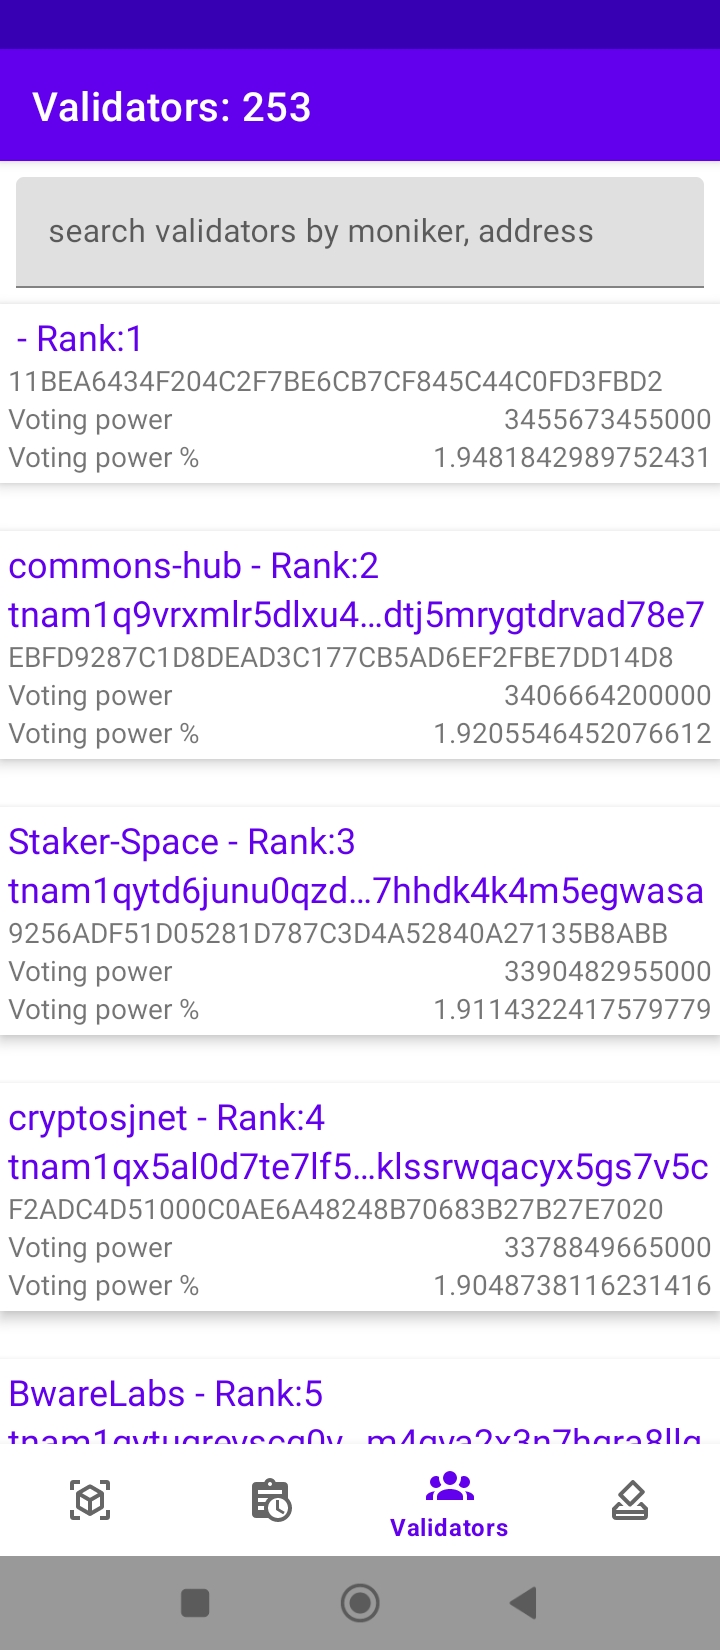 Validators: 253
search validators by moniker, address
- Rank:1
11BEA6434F204C2F7BE6CB7CF845C44C0FD3FBD2
Voting power 3455673455000
Voting power % 1.9481842989752431
commons-hub - Rank:2
tnam1q9vrxmlr5dlxu4...dtj5mrygtdrvad78e7
EBFD9287C1D8DEAD3C177CB5AD6EF2FBE7DD14D8
Voting power 3406664200000
Voting power % 1.9205546452076612
Staker-Space - Rank:3
tnam1qytd6junu0qzd...7hhdk4k4m5egwasa
9256ADF51D05281D787C3D4A52840A27135B8ABB
Voting power 3390482955000
Voting power % 1.9114322417579779
cryptosjnet - Rank:4
tnam1qx5al0d7te7lf5...klssrwqacyx5gs7v5c
F2ADC4D51000C0AE6A48248B70683B27B27E7020
Voting power 3378849665000
Voting power % 1.9048738116231416
BwareLabs - Rank:5
Validators